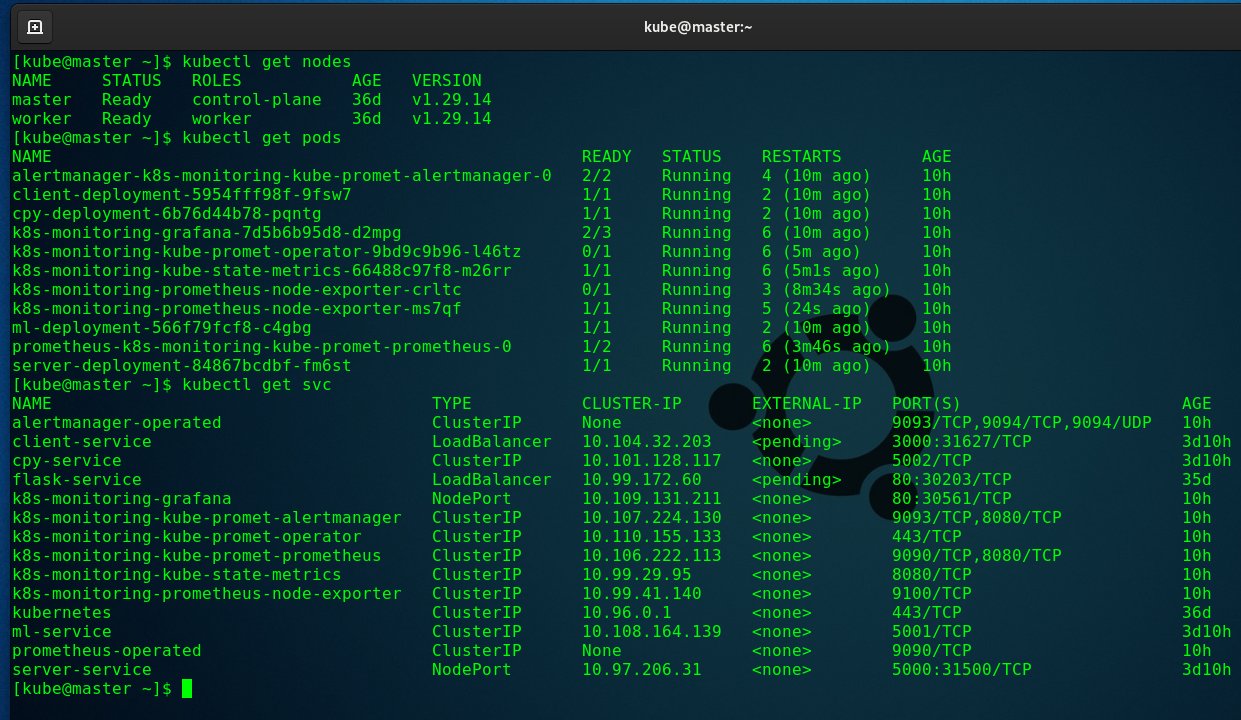 kube@master:~
[kube@master ~]$ kubectl get nodes
NAME     STATUS   ROLES           AGE   VERSION
master   Ready    control-plane   36d   v1.29.14
worker   Ready    worker          36d   v1.29.14
[kube@master ~]$ kubectl get pods
NAME                                                     READY   STATUS    RESTARTS        AGE
alertmanager-k8s-monitoring-kube-promet-alertmanager-0   2/2     Running   4 (10m ago)     10h
client-deployment-5954fff98f-9fsw7                       1/1     Running   2 (10m ago)     10h
cpy-deployment-6b76d44b78-pqntg                          1/1     Running   2 (10m ago)     10h
k8s-monitoring-grafana-7d5b6b95d8-d2mpg                  2/3     Running   6 (10m ago)     10h
k8s-monitoring-kube-promet-operator-9bd9c9b96-l46tz      0/1     Running   6 (5m ago)      10h
k8s-monitoring-kube-state-metrics-66488c97f8-m26rr       1/1     Running   6 (5m1s ago)    10h
k8s-monitoring-prometheus-node-exporter-crltc            0/1     Running   3 (8m34s ago)   10h
k8s-monitoring-prometheus-node-exporter-ms7qf            1/1     Running   5 (24s ago)     10h
ml-deployment-566f79fcf8-c4gbg                           1/1     Running   2 (10m ago)     10h
prometheus-k8s-monitoring-kube-promet-prometheus-0       1/2     Running   6 (3m46s ago)   10h
server-deployment-84867bcdbf-fm6st                       1/1     Running   2 (10m ago)     10h
[kube@master ~]$ kubectl get svc
NAME                                      TYPE           CLUSTER-IP       EXTERNAL-IP   PORT(S)                      AGE
alertmanager-operated                     ClusterIP      None             <none>        9093/TCP,9094/TCP,9094/UDP   10h
client-service                            LoadBalancer   10.104.32.203    <pending>     3000:31627/TCP               3d10h
cpy-service                               ClusterIP      10.101.128.117   <none>        5002/TCP                     3d10h
flask-service                             LoadBalancer   10.99.172.60     <pending>     80:30203/TCP                 35d
k8s-monitoring-grafana                    NodePort       10.109.131.211   <none>        80:30561/TCP                 10h
k8s-monitoring-kube-promet-alertmanager   ClusterIP      10.107.224.130   <none>        9093/TCP,8080/TCP            10h
k8s-monitoring-kube-promet-operator       ClusterIP      10.110.155.133   <none>        443/TCP                      10h
k8s-monitoring-kube-promet-prometheus     ClusterIP      10.106.222.113   <none>        9090/TCP,8080/TCP            10h
k8s-monitoring-kube-state-metrics         ClusterIP      10.99.29.95      <none>        8080/TCP                     10h
k8s-monitoring-prometheus-node-exporter   ClusterIP      10.99.41.140     <none>        9100/TCP                     10h
kubernetes                                ClusterIP      10.96.0.1        <none>        443/TCP                      36d
ml-service                                ClusterIP      10.108.164.139   <none>        5001/TCP                     3d10h
prometheus-operated                       ClusterIP      None             <none>        9090/TCP                     10h
server-service                            NodePort       10.97.206.31     <none>        5000:31500/TCP               3d10h
[kube@master ~]$